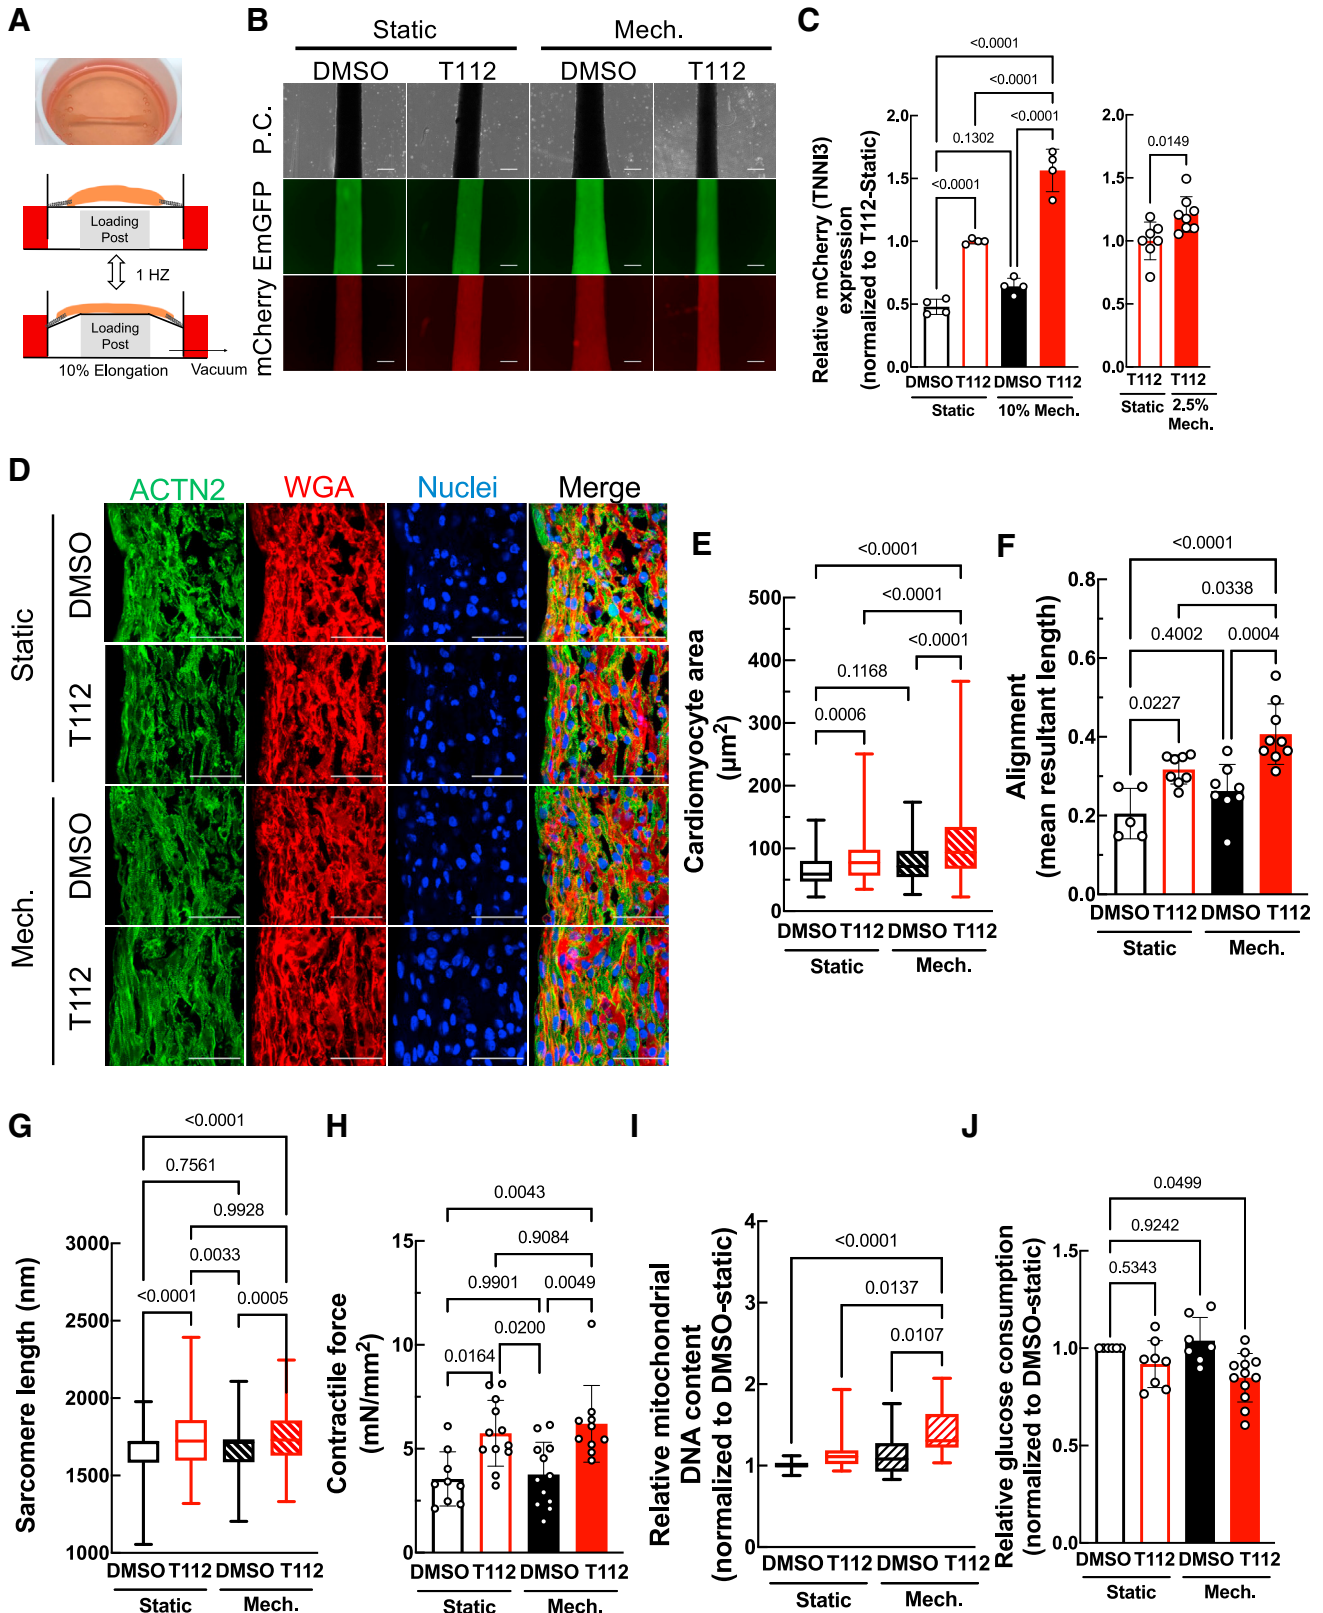 A
Loading
Post
1 HZ
Loading
Post
10% Elongation
Vacuum
B
Static
Mech.
DMSO
T112
DMSO
T112
P.C.
EmGFP
mCherry
C
Relative mCherry (TNNI3)
expression
(normalized to T112-Static)
<0.0001
<0.0001
<0.0001
0.1302
<0.0001
2.0
1.5
1.0
0.5
0.0
DMSO T112 DMSO T112
Static 10% Mech.
0.0149
2.0
1.5
1.0
0.5
0.0
T112 T112
Static 2.5%
Mech.
D
ACTN2 WGA Nuclei Merge
Static
DMSO
T112
Mech.
DMSO
T112
E
Cardiomyocyte area
(µm²)
<0.0001
<0.0001
<0.0001
0.1168
0.0006
500
400
300
200
100
0
DMSO T112 DMSO T112
Static Mech.
F
Alignment
(mean resultant length)
<0.0001
0.0338
0.4002 0.0004
0.0227
0.8
0.6
0.4
0.2
0.0
DMSO T112 DMSO T112
Static Mech.
G
Sarcomere length (nm)
<0.0001
0.7561
0.9928
0.0033
<0.0001 0.0005
3000
2500
2000
1500
1000
DMSO T112 DMSO T112
Static Mech.
H
Contractile force
(mN/mm²)
0.0043
0.9084
0.9901 0.0049
0.0200
0.0164
15
10
5
0
DMSO T112 DMSO T112
Static Mech.
I
Relative mitochondrial
DNA content
(normalized to DMSO-static)
<0.0001
0.0137
0.0107
4
3
2
1
0
DMSO T112 DMSO T112
Static Mech.
J
Relative glucose consumption
(normalized to DMSO-static)
0.0499
0.9242
0.5343
1.5
1.0
0.5
0.0
DMSO T112 DMSO T112
Static Mech.